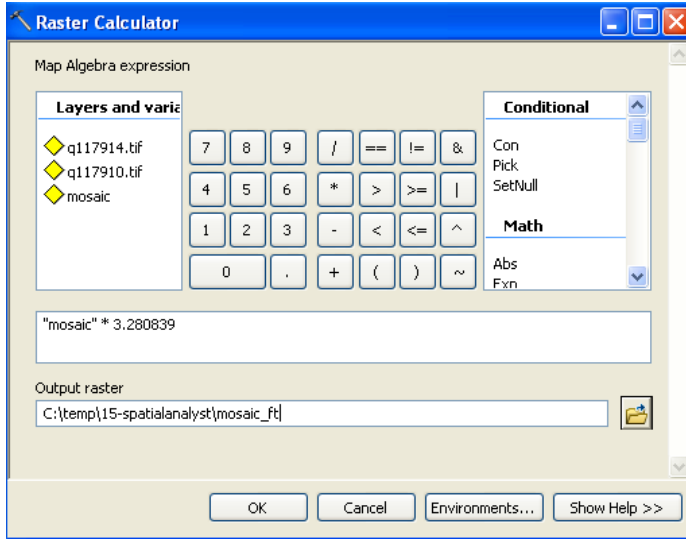 Raster Calculator
Map Algebra expression
Layers and varia
q117914.tif
q117910.tif
mosaic
7 8 9 / == != &
4 5 6 * > >= |
1 2 3 - < <= ^
0 . + ( ) ~
Conditional
Con
Pick
SetNull
Math
Abs
Exp
"mosaic" * 3.280839
Output raster
C:\temp\15-spatialanalyst\mosaic_ft
OK Cancel Environments... Show Help >>